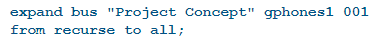 expand bus "Project Concept" gphones1 001
from recurse to all;